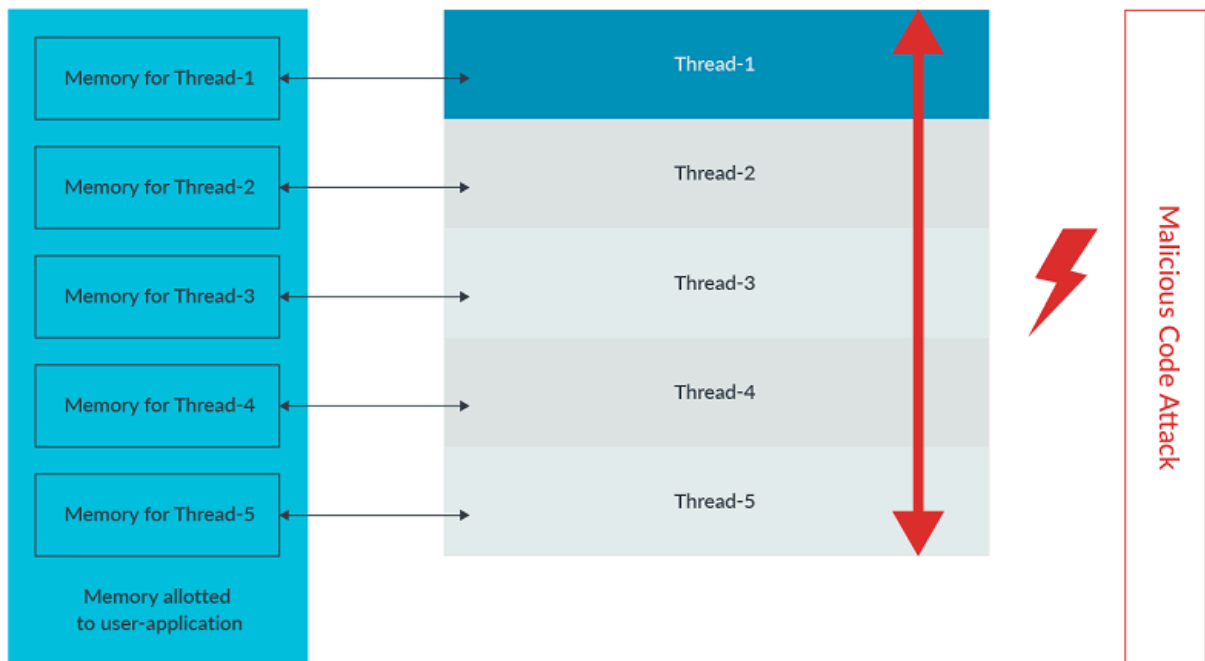 Memory for Thread-1
Thread-1
Memory for Thread-2
Thread-2
Memory for Thread-3
Thread-3
Memory for Thread-4
Thread-4
Memory for Thread-5
Thread-5
Memory allotted
to user-application
Malicious Code Attack